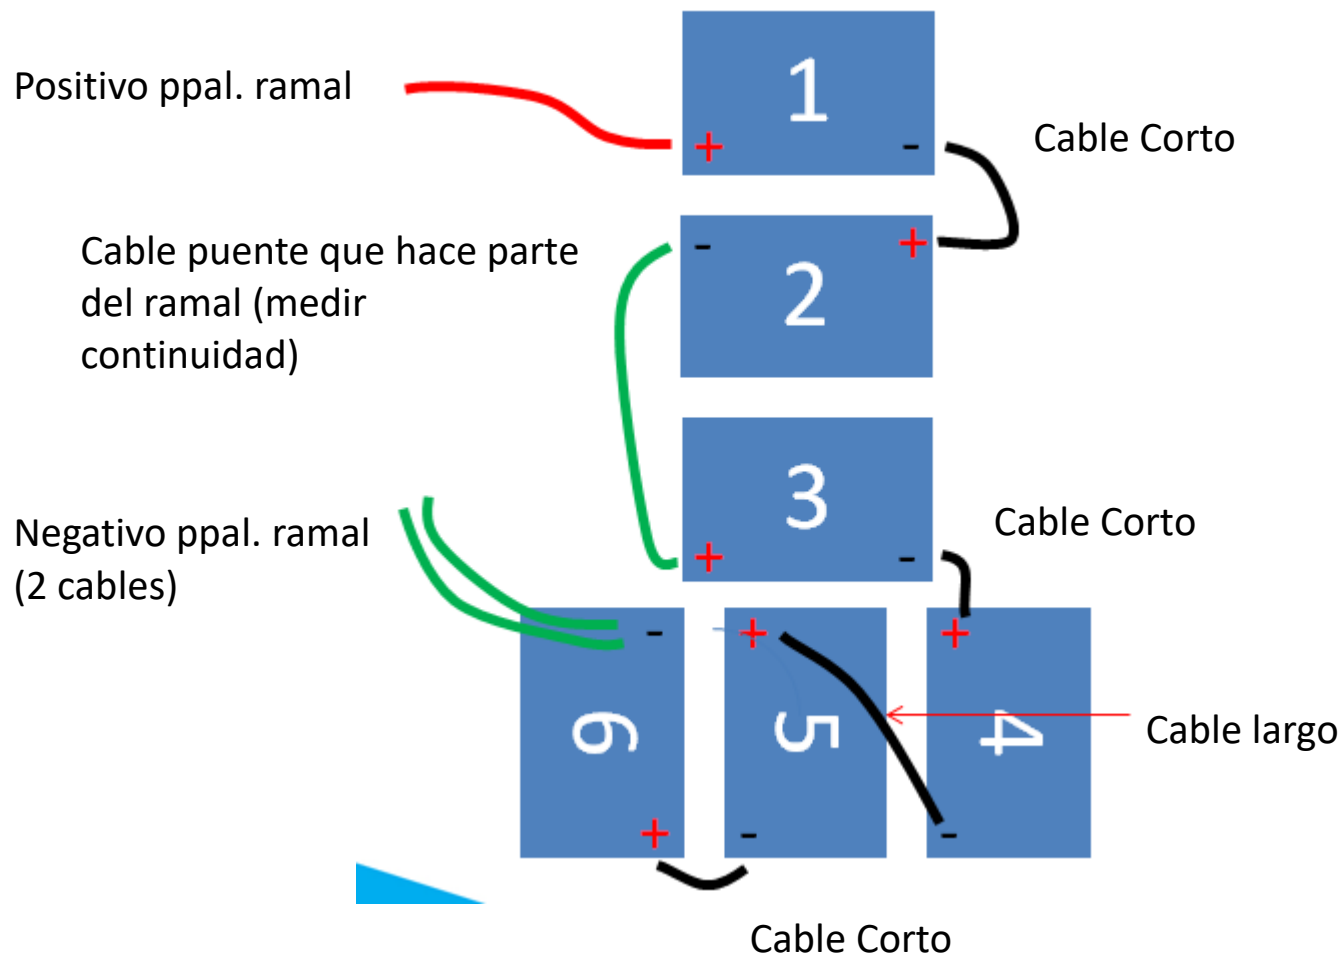 1
Positivo ppal. ramal
+ -
Cable Corto
- +
Cable puente que hace parte
del ramal (medir
continuidad)
2
3
Negativo ppal. ramal
(2 cables)
Cable Corto
+ -
- + +
6 5 4
Cable largo
+ - -
Cable Corto